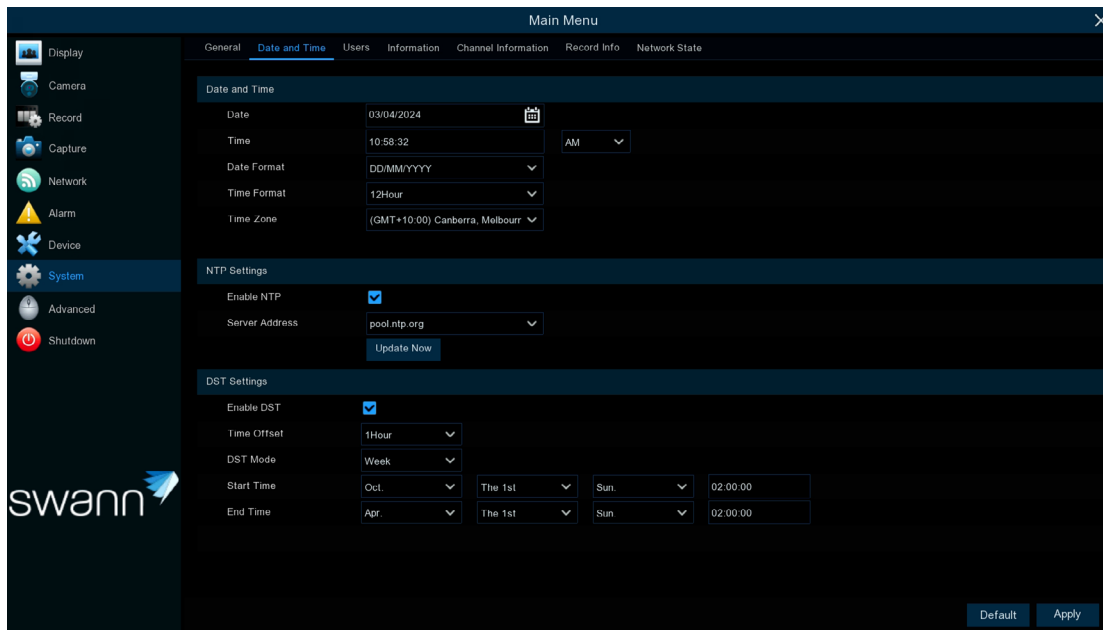 Main Menu
Display
Camera
Record
Capture
Network
Alarm
Device
System
Advanced
Shutdown
swann
General Date and Time Users Information Channel Information Record Info Network State
Date and Time
Date 03/04/2024
Time 10:58:32 AM
Date Format DD/MM/YYYY
Time Format 12Hour
Time Zone (GMT+10:00) Canberra, Melbourr
NTP Settings
Enable NTP
Server Address pool.ntp.org
Update Now
DST Settings
Enable DST
Time Offset 1Hour
DST Mode Week
Start Time Oct. The 1st Sun. 02:00:00
End Time Apr. The 1st Sun 02:00:00
Default Apply